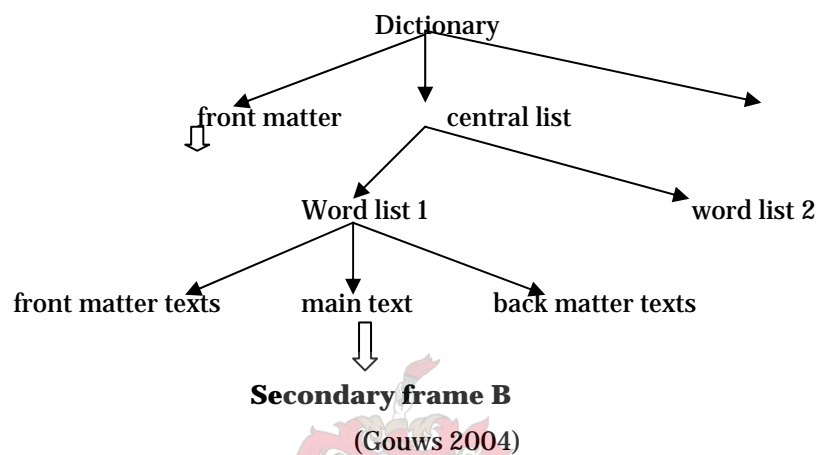 Dictionary
front matter central list
Word list 1 word list 2
front matter texts main text back matter texts
Secondary frame B
(Gouws 2004)